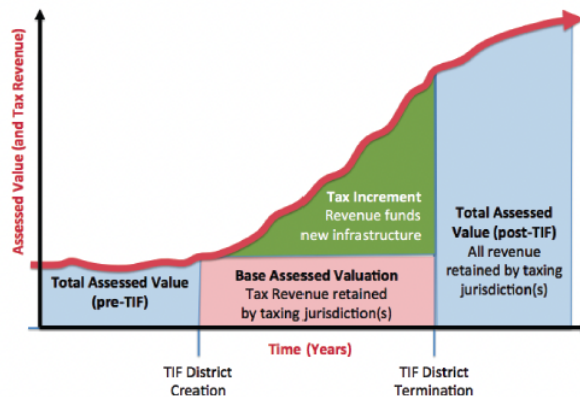 Assessed Value (and Tax Revenue)
Tax Increment
Revenue funds
new infrastructure
Total Assessed
Value (post-TIF)
All revenue
retained by taxing
jurisdiction(s)
Total Assessed Value
(pre-TIF)
Base Assessed Valuation
Tax Revenue retained
by taxing jurisdiction(s)
Time (Years)
TIF District
Creation
TIF District
Termination